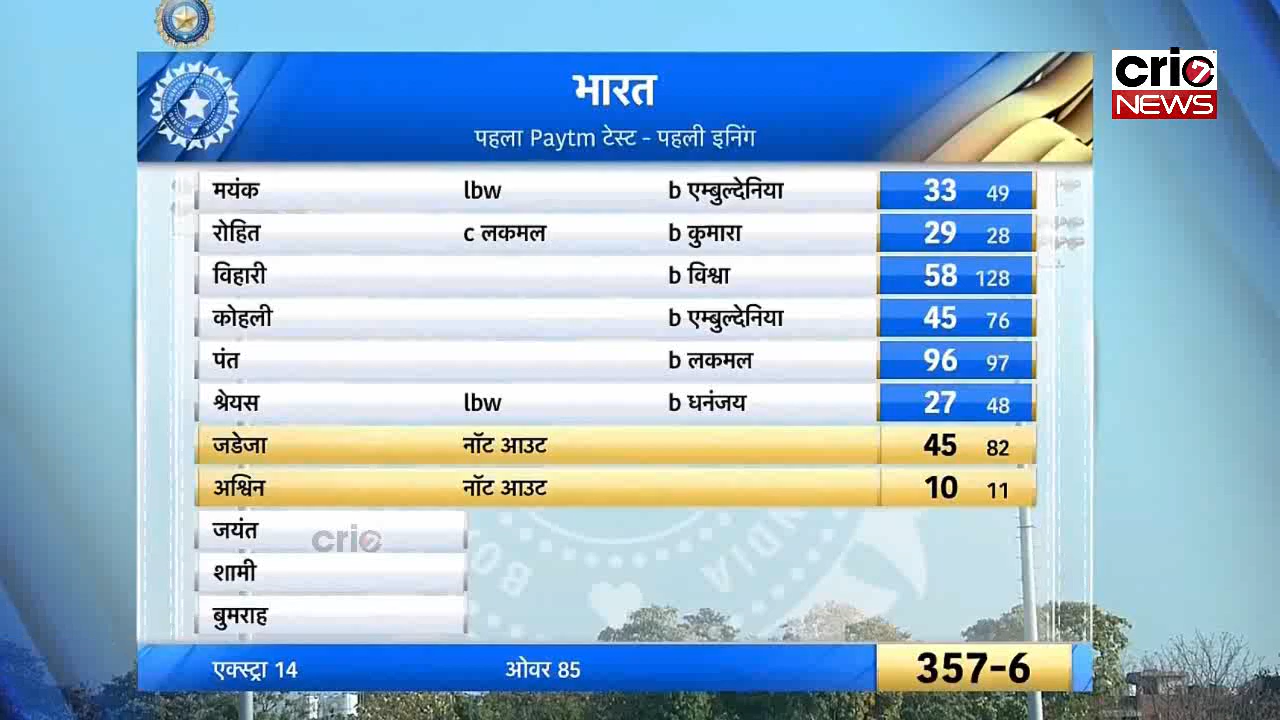 cric
NEWS
भारत
पहला Paytm टेस्ट - पहली इनिंग
मयंक lbw b एम्बुल्देनिया 33 49
रोहित c लकमल b कुमारा 29 28
विहारी b विश्वा 58 128
कोहली b एम्बुल्देनिया 45 76
पंत b लकमल 96 97
श्रेयस lbw b धनंजय 27 48
जडेजा नॉट आउट 45 82
अश्विन नॉट आउट 10 11
जयंत
cric
शामी
बुमराह
एक्स्ट्रा 14 ओवर 85 357-6